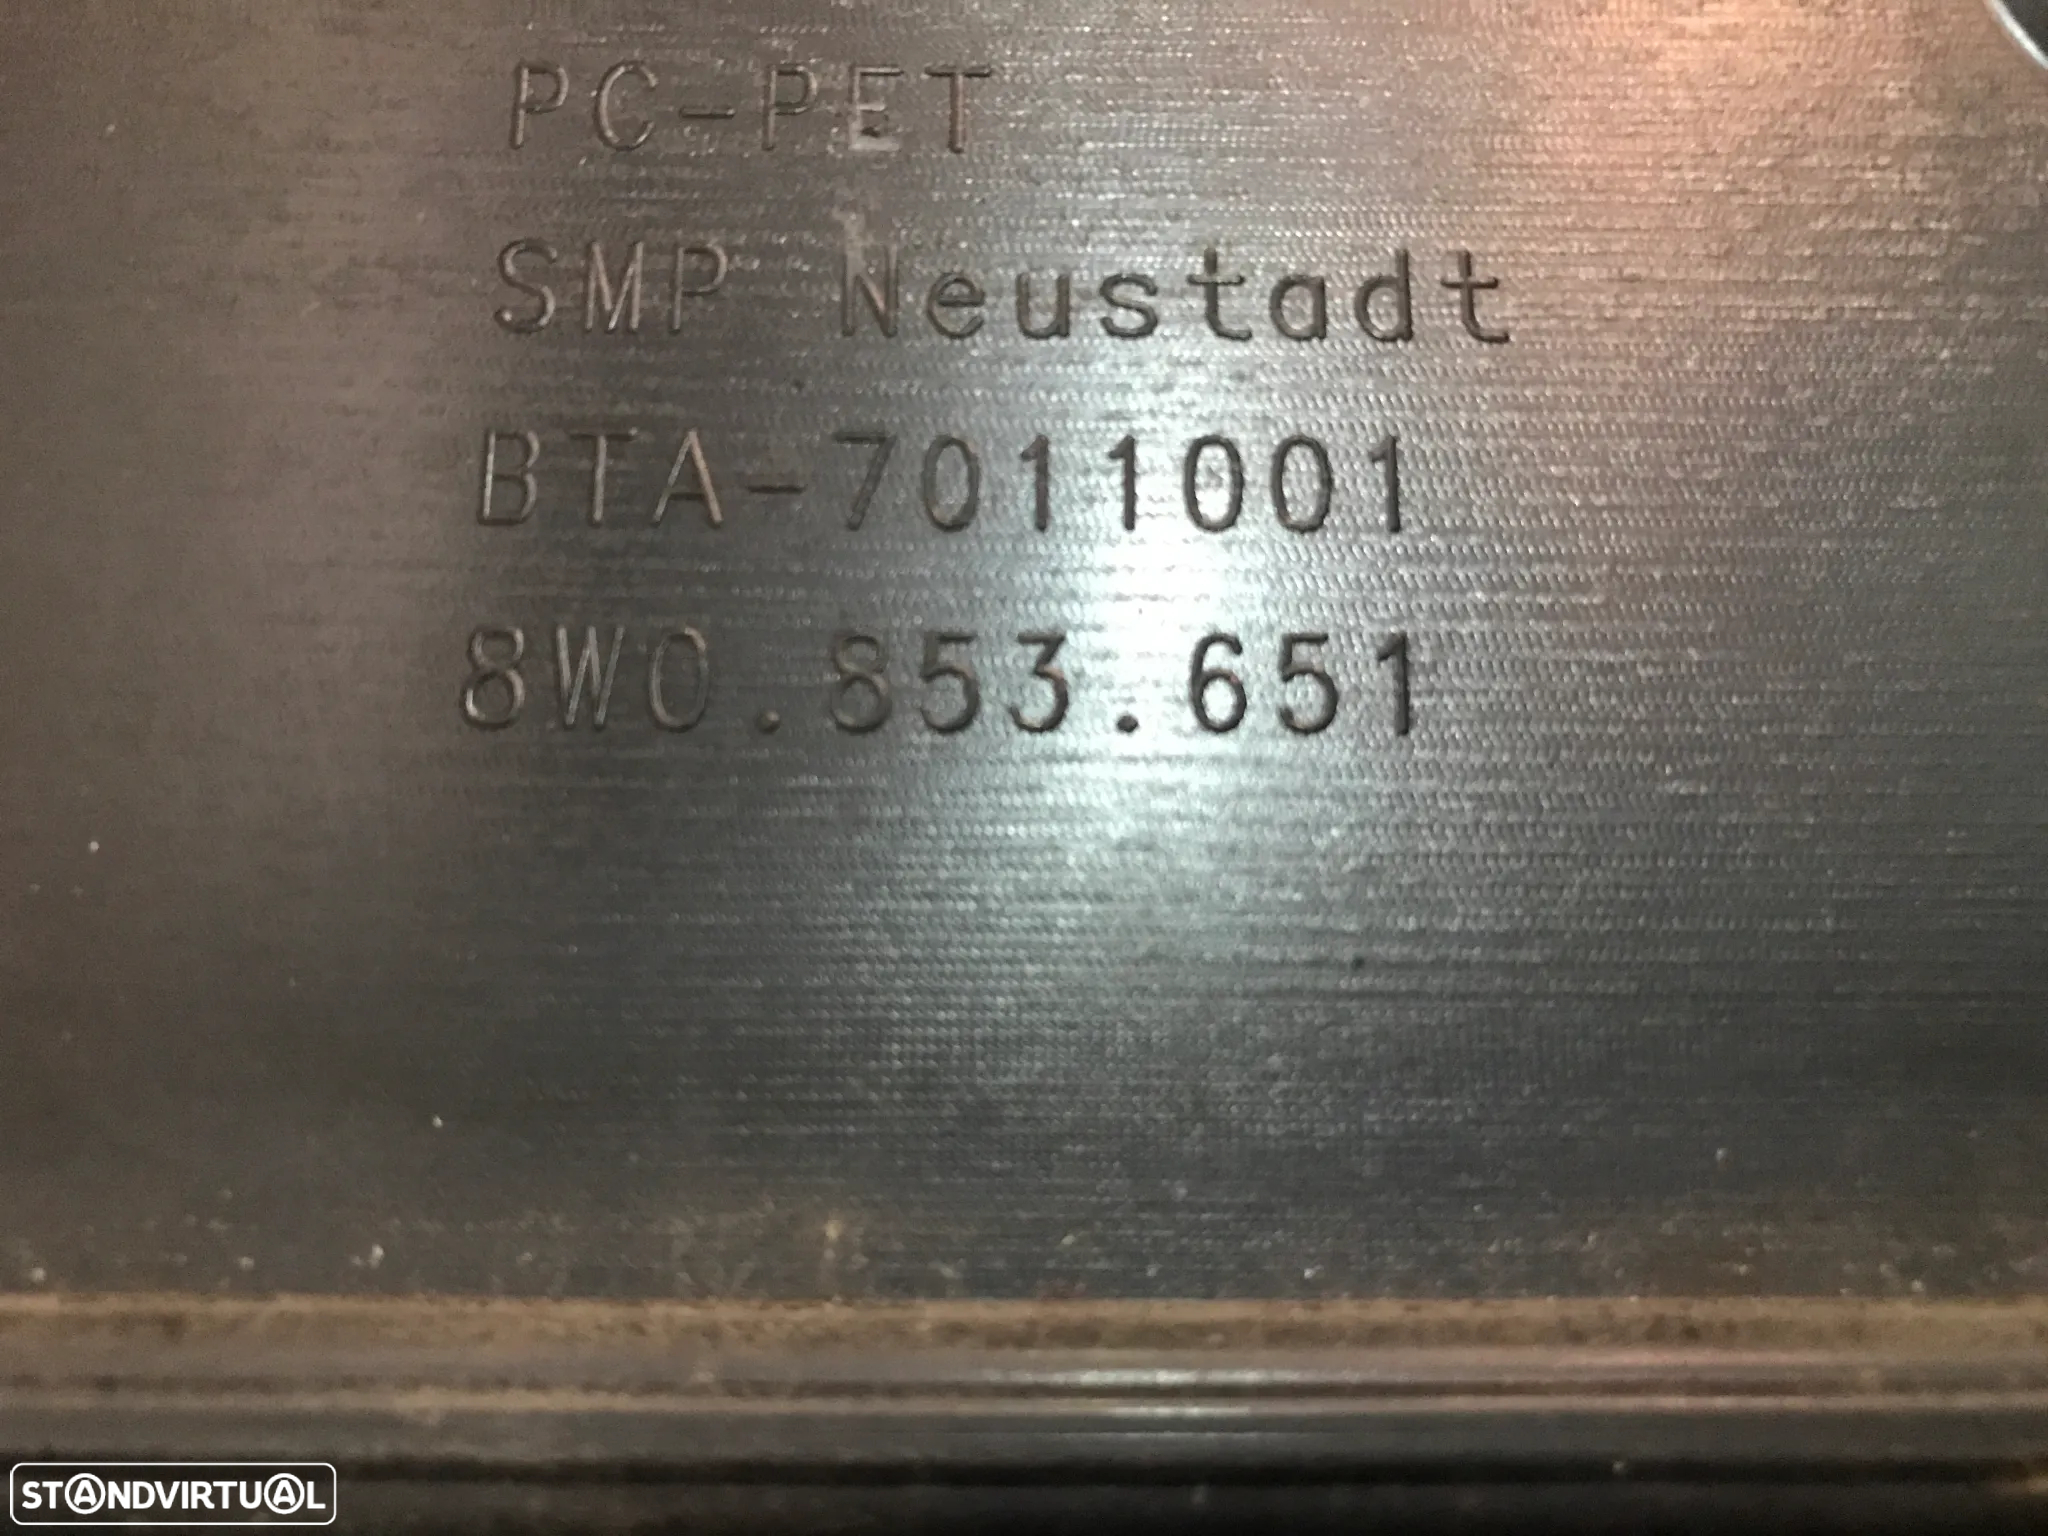 PC-PET
SMP Neustadt
BTA-7011001
8W0.853.651
STANDVIRTUAL